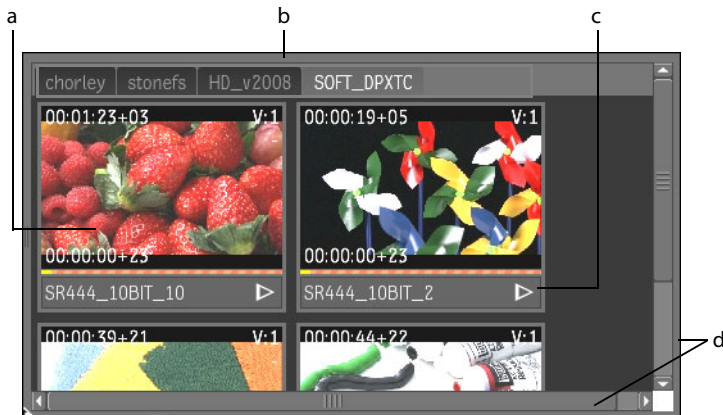 a b c
chorley stonefs HD_v2008 SOFT_DPXTC
00:01:23+03 V:1 00:00:19+05 V:1
00:00:00+23 00:00:00+23
SR444_10BIT_10 SR444_10BIT_2
00:00:39+21 V:1 00:00:44+22 V:1
d